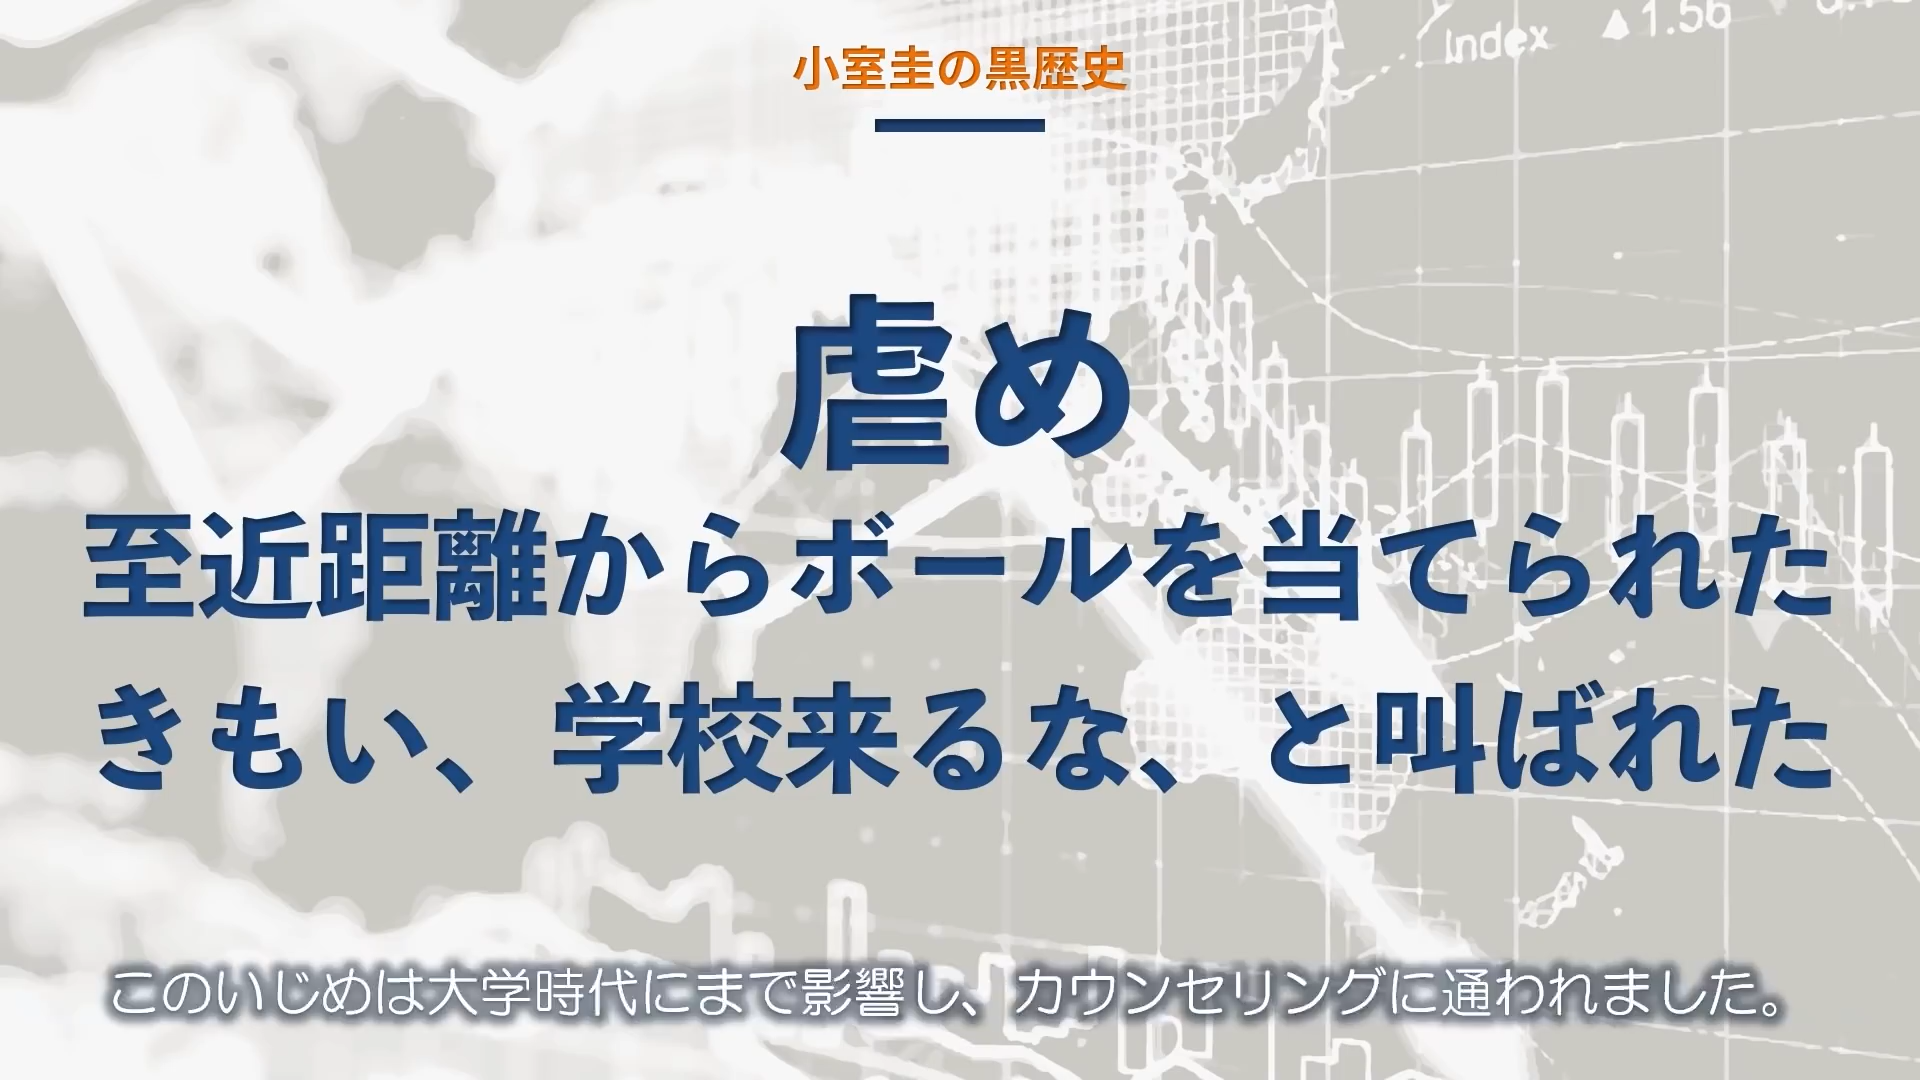 小室圭の黒歴史
Index ▲1.56
虐め
至近距離からボールを当てられた
きもい、学校来るな、と叫ばれた
このいじめは大学時代にまで影響し、カウンセリングに通われました。